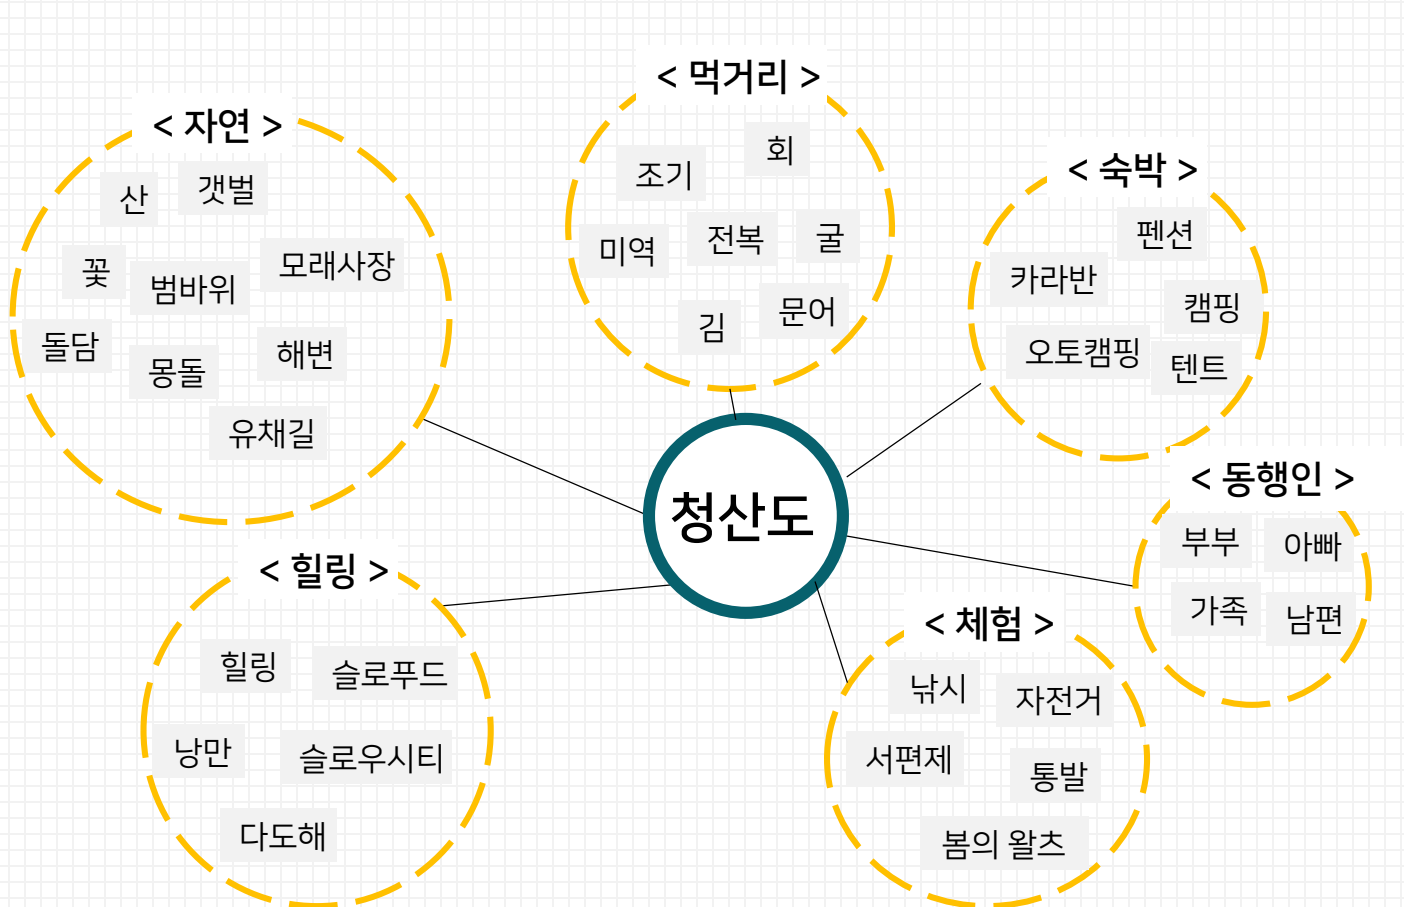 < 자연 >
산
갯벌
꽃
범바위
모래사장
돌담
몽돌
해변
유채길
< 먹거리 >
조기
회
미역
전복
굴
김
문어
< 숙박 >
펜션
카라반
캠핑
오토캠핑
텐트
청산도
< 동행인 >
부부
아빠
가족
남편
< 힐링 >
힐링
슬로푸드
낭만
슬로우시티
다도해
< 체험 >
낚시
자전거
서편제
통발
봄의 왈츠